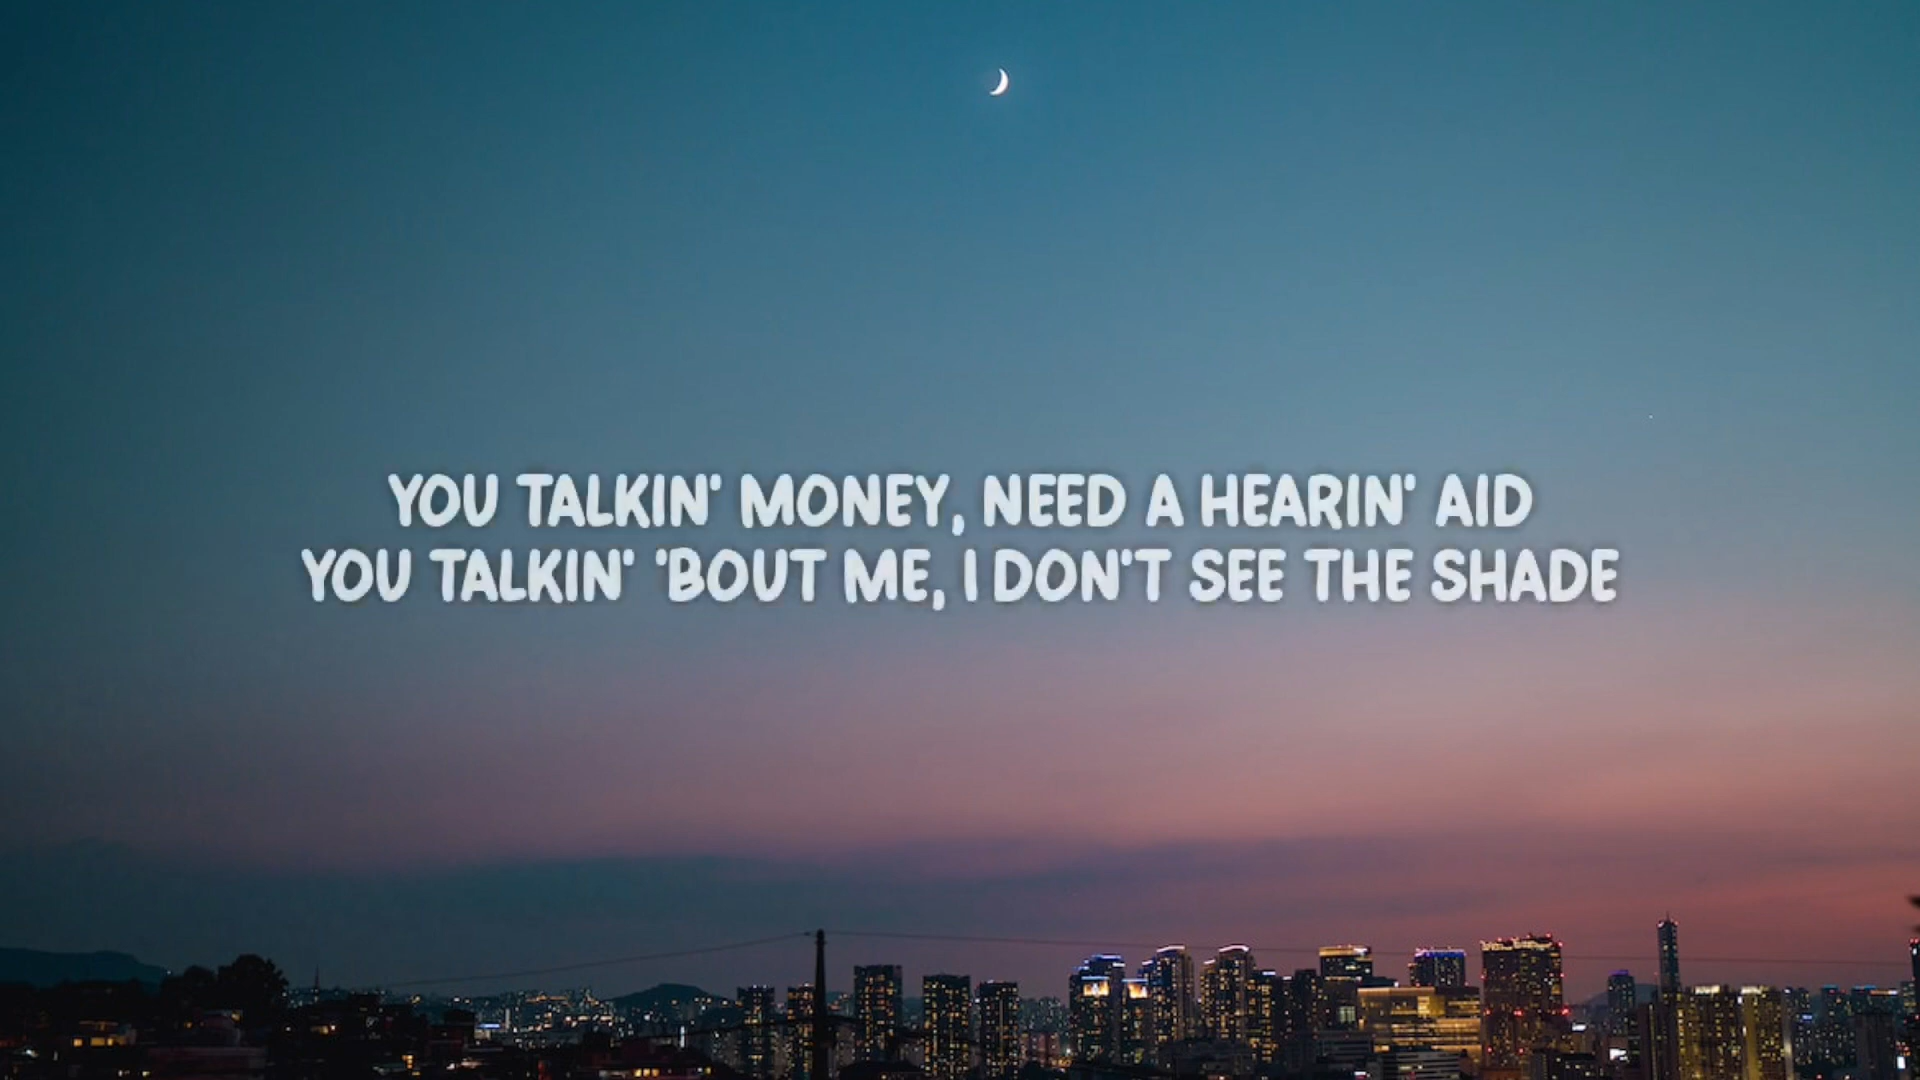 YOU TALKIN' MONEY, NEED A HEARIN' AID
YOU TALKIN' 'BOUT ME, I DON'T SEE THE SHADE